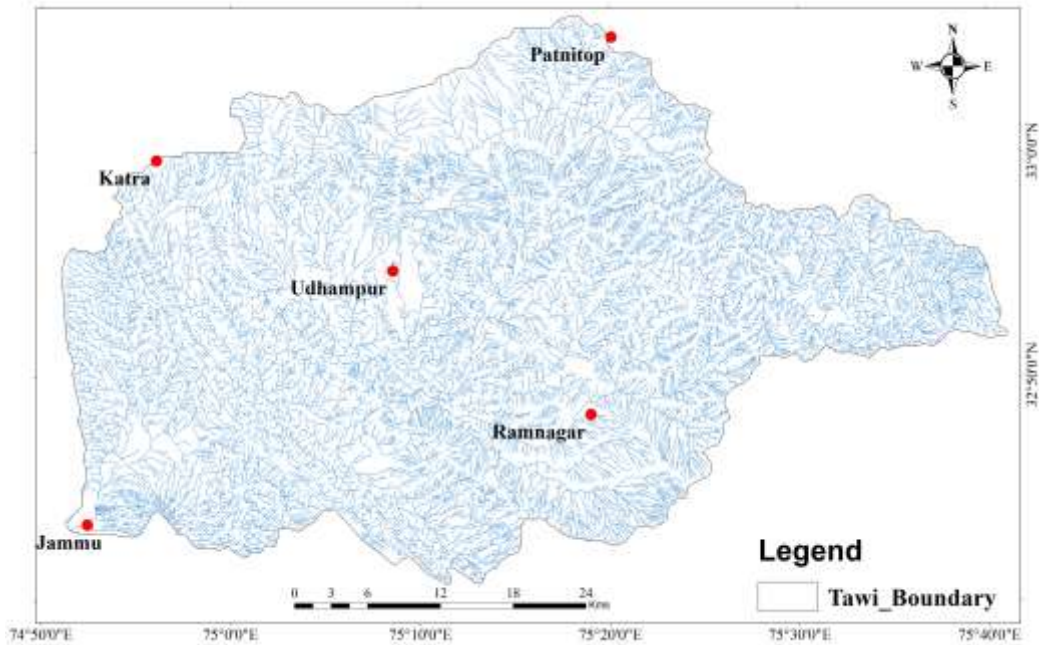 N
Patnitop
W
E
S
33°0'0"N
Katra
Udhampur
32°50'0"N
Ramnagar
Jammu
Legend
Tawi_Boundary
0 3 6 12 18 24
Km
74°50'0"E 75°0'0"E 75°10'0"E 75°20'0"E 75°30'0"E 75°40'0"E